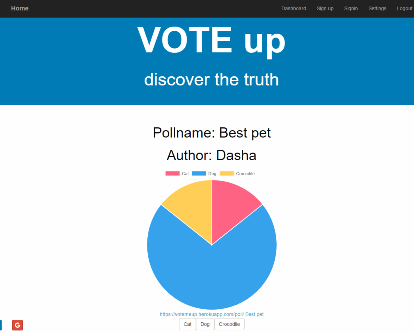 Home Dashboard Sign up Signin Settings Logout
VOTE up
discover the truth
Pollname: Best pet
Author: Dasha
Cat Dog Crocodile
https://votemeup.herokuapp.com/poll/Best pet
Cat Dog Crocodile
G